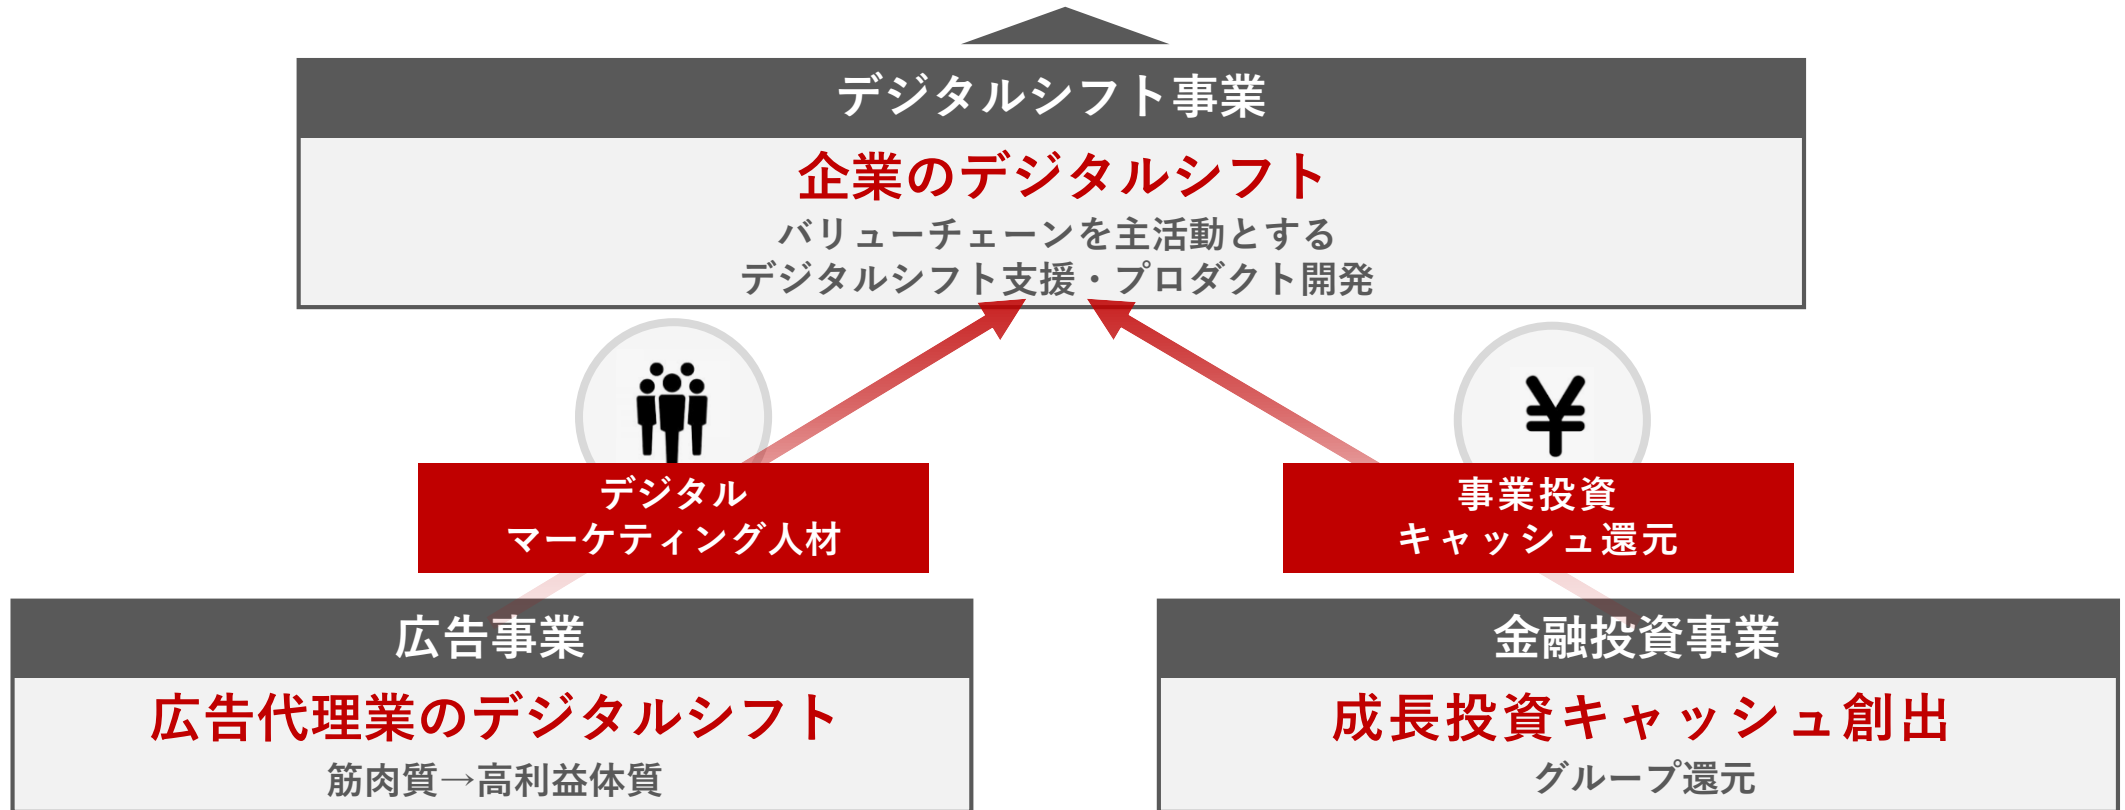 デジタルシフト事業
企業のデジタルシフト
バリューチェーンを主活動とする
デジタルシフト支援・プロダクト開発
デジタル
マーケティング人材
¥
事業投資
キャッシュ還元
広告事業
広告代理業のデジタルシフト
筋肉質→高利益体質
金融投資事業
成長投資キャッシュ創出
グループ還元